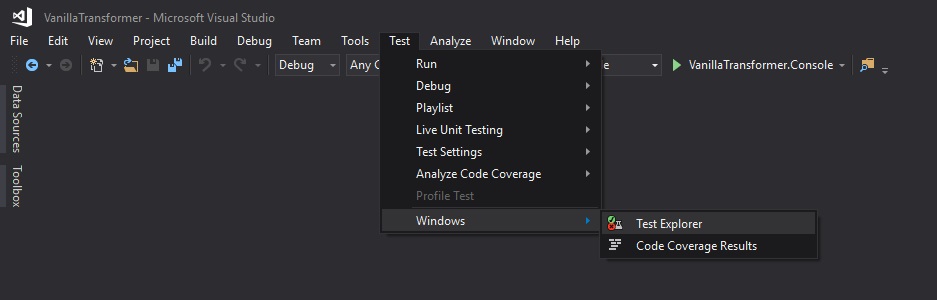 VanillaTransformer - Microsoft Visual Studio
File Edit View Project Build Debug Team Tools Test Analyze Window Help
Debug Any C e VanillaTransformer.Console
Data Sources
Toolbox
Run
Debug
Playlist
Live Unit Testing
Test Settings
Analyze Code Coverage
Profile Test
Windows
Test Explorer
Code Coverage Results